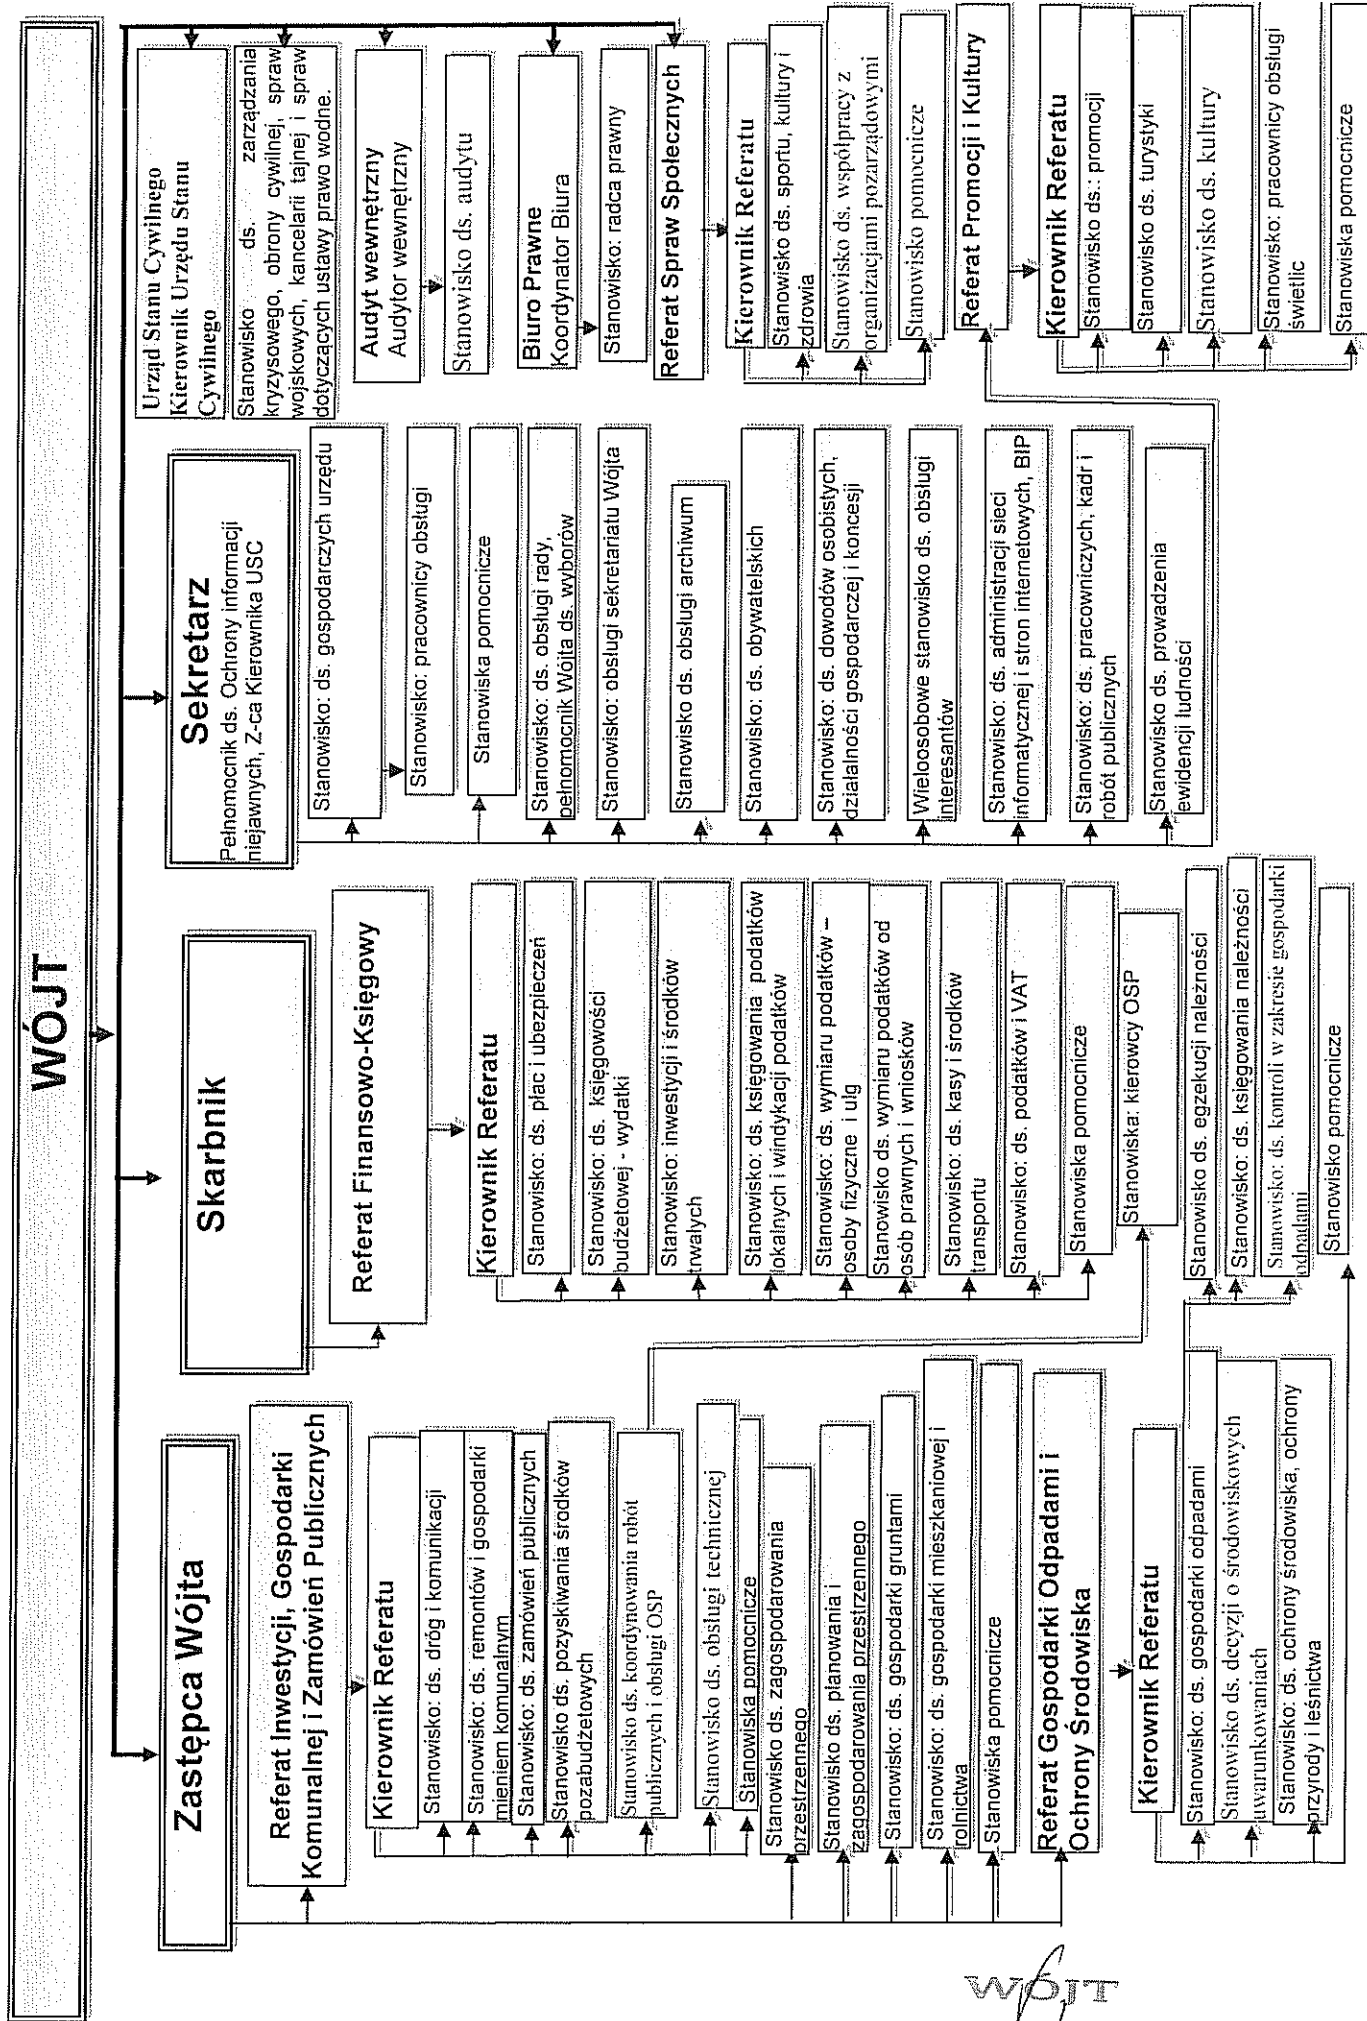 WÓJT
Zastępca Wójta
Referat Inwestycji, Gospodarki
Komunalnej i Zamówień Publicznych
Kierownik Referatu
Stanowisko: ds. dróg i komunikacji
Stanowisko: ds. remontów i gospodarki
mieniem komunalnym
Stanowisko: ds. zamówień publicznych
Stanowisko ds. pozyskiwania środków
pozabudżetowych
Stanowisko ds. koordynowania robót
publicznych i obsługi OSP
Stanowisko ds. obsługi technicznej
Stanowiska pomocnicze
Stanowisko ds. zagospodarowania
przestrzennego
Stanowisko ds. planowania i
zagospodarowania przestrzennego
Stanowisko: ds. gospodarki gruntami
Stanowisko: ds. gospodarki mieszkaniowej i
rolnictwa
Stanowiska pomocnicze
Referat Gospodarki Odpadami i
Ochrony Środowiska
Kierownik Referatu
Stanowisko: ds. gospodarki odpadami
Stanowisko ds. decyzji o środowiskowych
uwarunkowaniach
Stanowisko: ds. ochrony środowiska, ochrony
przyrody i leśnictwa
Skarbnik
Referat Finansowo-Księgowy
Kierownik Referatu
Stanowisko: ds. płac i ubezpieczeń
Stanowisko: ds. księgowości
budżetowej - wydatki
Stanowisko: inwestycji i środków
trwałych
Stanowisko: ds. księgowania podatków
lokalnych i windykacji podatków
Stanowisko: ds. wymiaru podatków –
osoby fizyczne i ulg
Stanowisko ds. wymiaru podatków od
osób prawnych i wniosków
Stanowisko: ds. kasy i środków
transportu
Stanowisko: ds. podatków i VAT
Stanowiska pomocnicze
Stanowiska: kierowcy OSP
Stanowisko ds. egzekucji należności
Stanowisko: ds. księgowania należności
Stanowisko: ds. kontroli w zakresie gospodarki
odpadami
Stanowisko pomocnicze
Sekretarz
Pełnomocnik ds. Ochrony informacji
niejawnych, Z-ca Kierownika USC
Stanowisko: ds. gospodarczych urzędu
Stanowisko: pracownicy obsługi
Stanowiska pomocnicze
Stanowisko: ds. obsługi rady,
pełnomocnik Wójta ds. wyborów
Stanowisko: obsługi sekretariatu Wójta
Stanowisko ds. obsługi archiwum
Stanowisko: ds. obywatelskich
Stanowisko: ds. dowodów osobistych,
działalności gospodarczej i koncesji
Wieloosobowe stanowisko ds. obsługi
interesantów
Stanowisko: ds. administracji sieci
informatycznej i stron internetowych, BIP
Stanowisko: ds. pracowniczych, kadr i
robót publicznych
Stanowisko ds. prowadzenia
ewidencji ludności
Urząd Stanu Cywilnego
Kierownik Urzędu Stanu
Cywilnego
Stanowisko ds. zarządzania
kryzysowego, obrony cywilnej, spraw
wojskowych, kancelarii tajnej i spraw
dotyczących ustawy prawo wodne.
Audyt wewnętrzny
Audytor wewnętrzny
Stanowisko ds. audytu
Biuro Prawne
Koordynator Biura
Stanowisko: radca prawny
Referat Spraw Społecznych
Kierownik Referatu
Stanowisko ds. sportu, kultury i
zdrowia
Stanowisko ds. współpracy z
organizacjami pozarządowymi
Stanowisko pomocnicze
Referat Promocji i Kultury
Kierownik Referatu
Stanowisko ds.: promocji
Stanowisko ds. turystyki
Stanowisko ds. kultury
Stanowisko: pracownicy obsługi
świetlic
Stanowiska pomocnicze
WÓJT